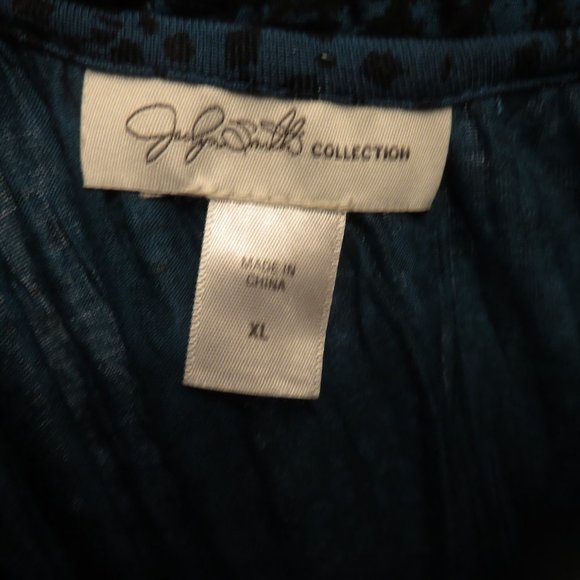 Jaclyn Smith COLLECTION
MADE IN
CHINA
XL